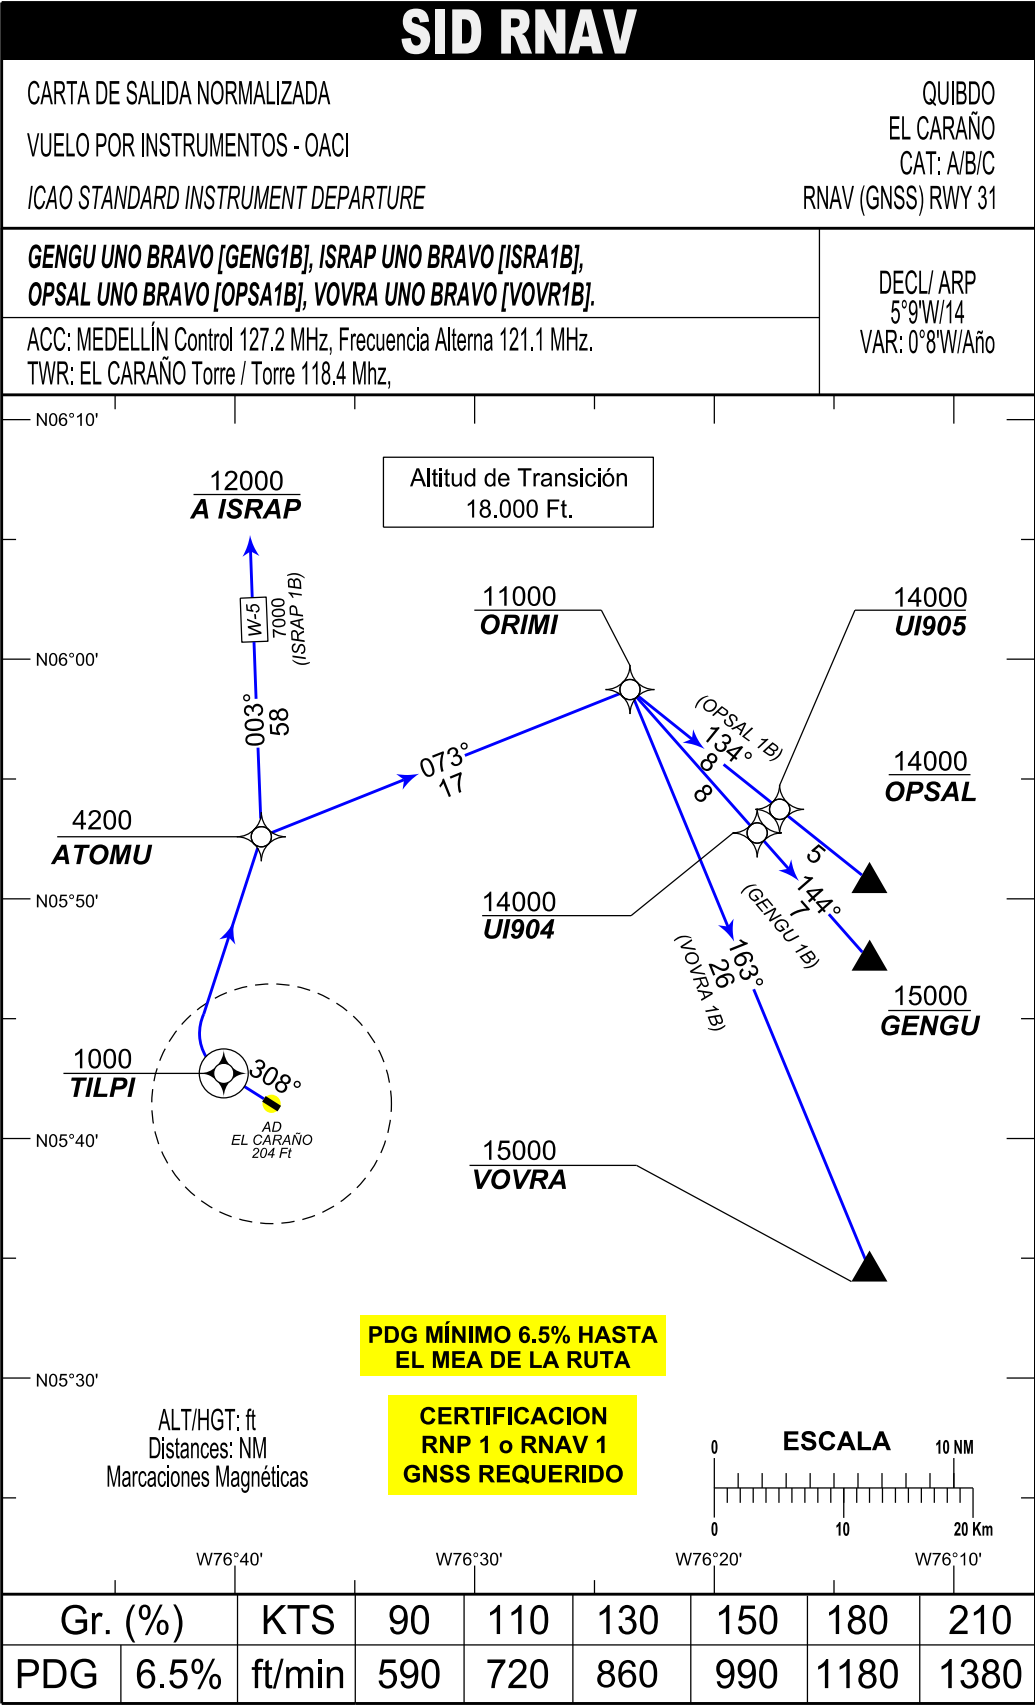 SID RNAV
CARTA DE SALIDA NORMALIZADA
VUELO POR INSTRUMENTOS - OACI
ICAO STANDARD INSTRUMENT DEPARTURE
QUIBDO
EL CARAÑO
CAT: A/B/C
RNAV (GNSS) RWY 31
GENGU UNO BRAVO [GENG1B], ISRAP UNO BRAVO [ISRA1B],
OPSAL UNO BRAVO [OPSA1B], VOVRA UNO BRAVO [VOVR1B].
ACC: MEDELLÍN Control 127.2 MHz, Frecuencia Alterna 121.1 MHz.
TWR: EL CARAÑO Torre / Torre 118.4 Mhz,
DECL/ ARP
5°9'W/14
VAR: 0°8'W/Año
N06°10'
12000
A ISRAP
Altitud de Transición
18.000 Ft.
W-5
7000
(ISRAP 1B)
11000
ORIMI
14000
UI905
N06°00'
003°
58
073°
17
(OPSAL 1B)
134°
8
8
14000
OPSAL
4200
ATOMU
5
144°
7
(GENGU 1B)
N05°50'
14000
UI904
163°
26
(VOVRA 1B)
15000
GENGU
1000
TILPI
308°
AD
EL CARAÑO
204 Ft
N05°40'
15000
VOVRA
PDG MÍNIMO 6.5% HASTA
EL MEA DE LA RUTA
N05°30'
ALT/HGT: ft
Distances: NM
Marcaciones Magnéticas
CERTIFICACION
RNP 1 o RNAV 1
GNSS REQUERIDO
0 ESCALA 10 NM
0 10 20 Km
W76°40' W76°30' W76°20' W76°10'
Gr. (%) KTS 90 110 130 150 180 210
PDG 6.5% ft/min 590 720 860 990 1180 1380